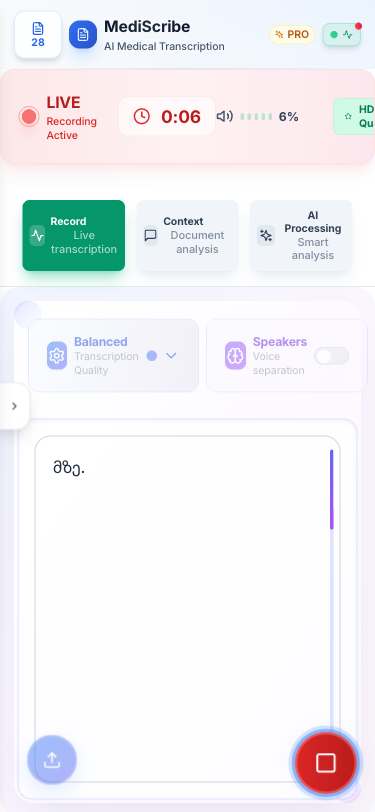 28
MediScribe
AI Medical Transcription
PRO
LIVE
Recording
Active
0:06
6%
HD
Qu
Record
Live
transcription
Context
Document
analysis
AI
Processing
Smart
analysis
Balanced
Transcription
Quality
Speakers
Voice
separation
მზე.